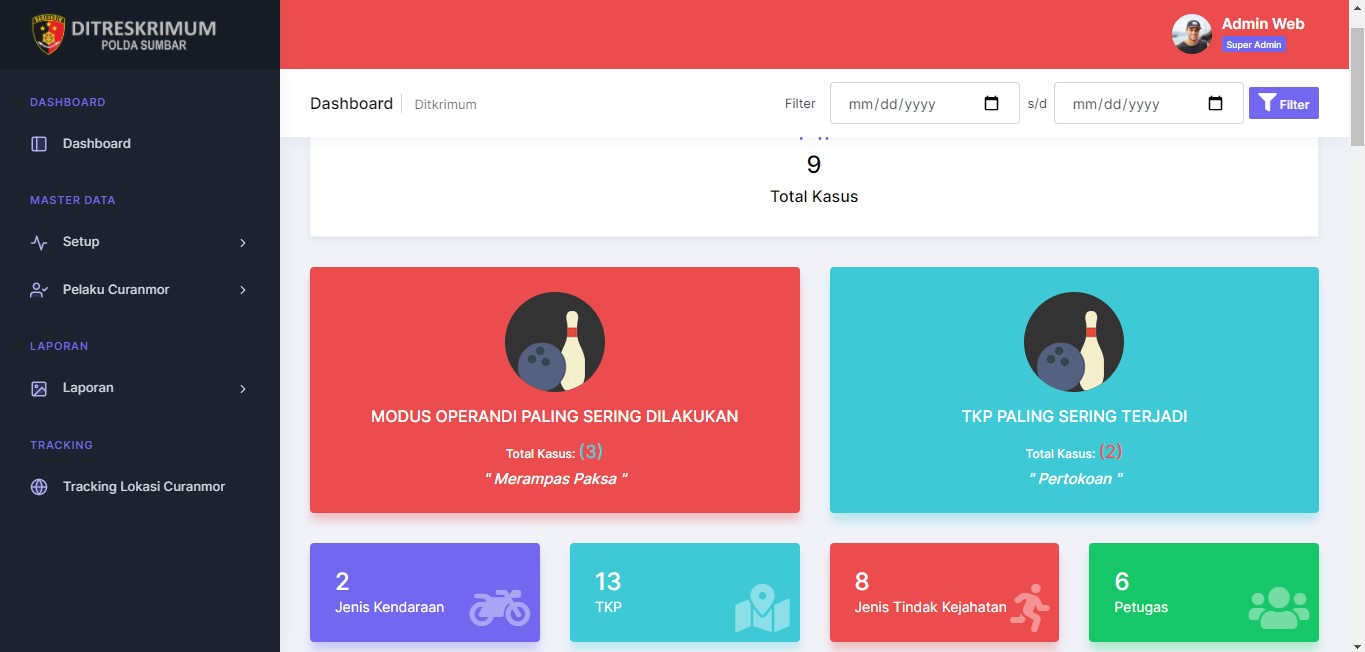 DITRESKRIMUM
POLDA SUMBAR
Admin Web
Super Admin
DASHBOARD
Dashboard
MASTER DATA
Setup
Pelaku Curanmor
LAPORAN
Laporan
TRACKING
Tracking Lokasi Curanmor
Dashboard Ditkrimum Filter mm/dd/yyyy s/d mm/dd/yyyy Filter
9
Total Kasus
MODUS OPERANDI PALING SERING DILAKUKAN
Total Kasus: (3)
" Merampas Paksa "
TKP PALING SERING TERJADI
Total Kasus: (2)
" Pertokoan "
2
Jenis Kendaraan
13
TKP
8
Jenis Tindak Kejahatan
6
Petugas